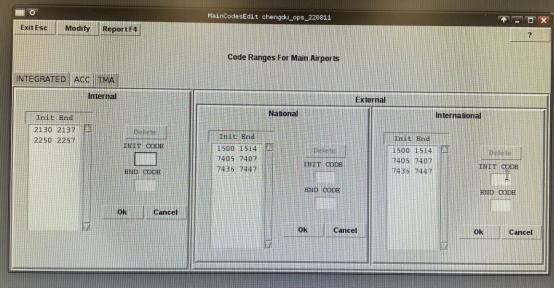 MainCodesEdit chengdu_ops_220811
Exit Esc Modify Report F4
?
Code Ranges For Main Airports
INTEGRATED ACC TMA
Internal
Init End
2130 2137
2250 2257
Delete
INIT CODE
END CODE
Ok Cancel
External
National
Init End
1500 1514
7405 7407
7436 7447
Delete
INIT CODE
END CODE
Ok Cancel
International
Init End
1500 1514
7405 7407
7436 7447
Delete
INIT CODE
END CODE
Ok Cancel